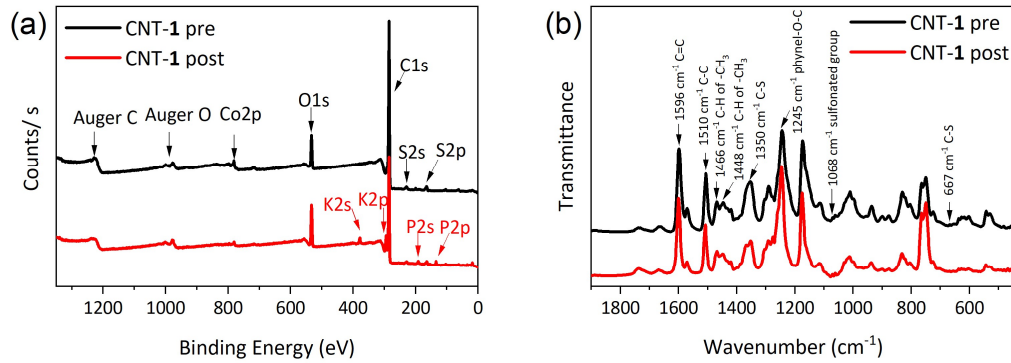 (a)
CNT-1 pre
CNT-1 post
C1s
O1s
Auger C
Auger O
Co2p
S2s
S2p
K2s
K2p
P2s
P2p
Counts/ s
1200
1000
800
600
400
200
0
Binding Energy (eV)
(b)
CNT-1 pre
CNT-1 post
1596 cm⁻¹ C=C
1510 cm⁻¹ C-C
1466 cm⁻¹ C-H of -CH₃
1448 cm⁻¹ C-H of -CH₃
1350 cm⁻¹ C-S
1245 cm⁻¹ phynel-O-C
1068 cm⁻¹ sulfonated group
667 cm⁻¹ C-S
Transmittance
1800
1600
1400
1200
1000
800
600
Wavenumber (cm⁻¹)